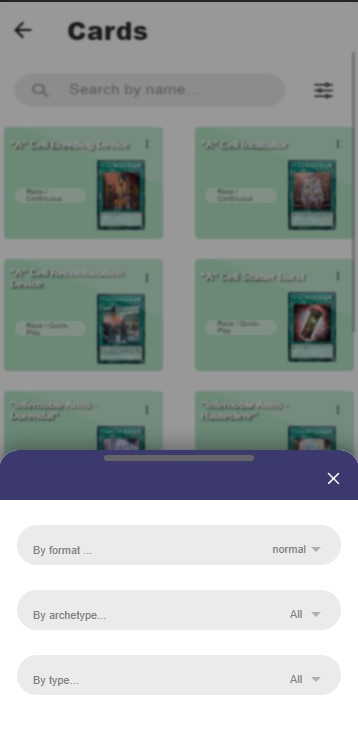 Cards
Search by name...
"A" Cell Breeding Device
"A" Cell Incubator
Race /
Continuous
Race /
Continuous
"A" Cell Recombination
Device
"A" Cell Scatter Burst
Race / Quick-
Play
Race / Quick-
Play
"Infernoble Arms -
Durendal"
"Infernoble Arms -
Hauteclere"
By format ...
normal
By archetype...
All
By type...
All